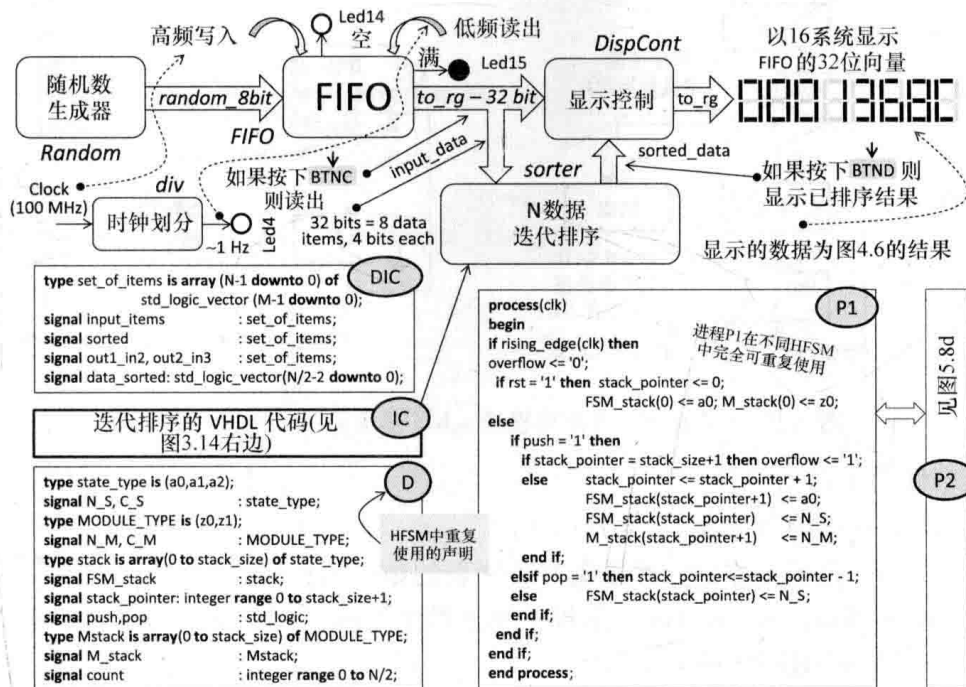 高频写入
Led14
空
低频读出
满
Led15
随机数
生成器
Random
random_8bit
FIFO
FIFO
to_rg – 32 bit
DispCont
显示控制
to_rg
以16系统显示
FIFO的32位向量
Clock
(100 MHz)
div
时钟划分
~1 Hz
Led4
如果按下 BTNC
则读出
input_data
32 bits = 8 data
items, 4 bits each
sorter
N数据
迭代排序
sorted_data
如果按下 BTND 则
显示已排序结果
显示的数据为图4.6的结果
DIC
type set_of_items is array (N-1 downto 0) of
std_logic_vector (M-1 downto 0);
signal input_items : set_of_items;
signal sorted : set_of_items;
signal out1_in2, out2_in3 : set_of_items;
signal data_sorted: std_logic_vector(N/2-2 downto 0);
IC
迭代排序的 VHDL 代码(见
图3.14右边)
D
type state_type is (a0,a1,a2);
signal N_S, C_S : state_type;
type MODULE_TYPE is (z0,z1);
signal N_M, C_M : MODULE_TYPE;
type stack is array(0 to stack_size) of state_type;
signal FSM_stack : stack;
signal stack_pointer: integer range 0 to stack_size+1;
signal push,pop : std_logic;
type Mstack is array(0 to stack_size) of MODULE_TYPE;
signal M_stack : Mstack;
signal count : integer range 0 to N/2;
HFSM中重复
使用的声明
P1
进程P1在不同HFSM
中完全可重复使用
process(clk)
begin
if rising_edge(clk) then
overflow <= '0';
if rst = '1' then stack_pointer <= 0;
FSM_stack(0) <= a0; M_stack(0) <= z0;
else
if push = '1' then
if stack_pointer = stack_size+1 then overflow <= '1';
else stack_pointer <= stack_pointer + 1;
FSM_stack(stack_pointer+1) <= a0;
FSM_stack(stack_pointer) <= N_S;
M_stack(stack_pointer+1) <= N_M;
end if;
elsif pop = '1' then stack_pointer<=stack_pointer - 1;
else FSM_stack(stack_pointer) <= N_S;
end if;
end if;
end if;
end process;
见图5.8d
P2